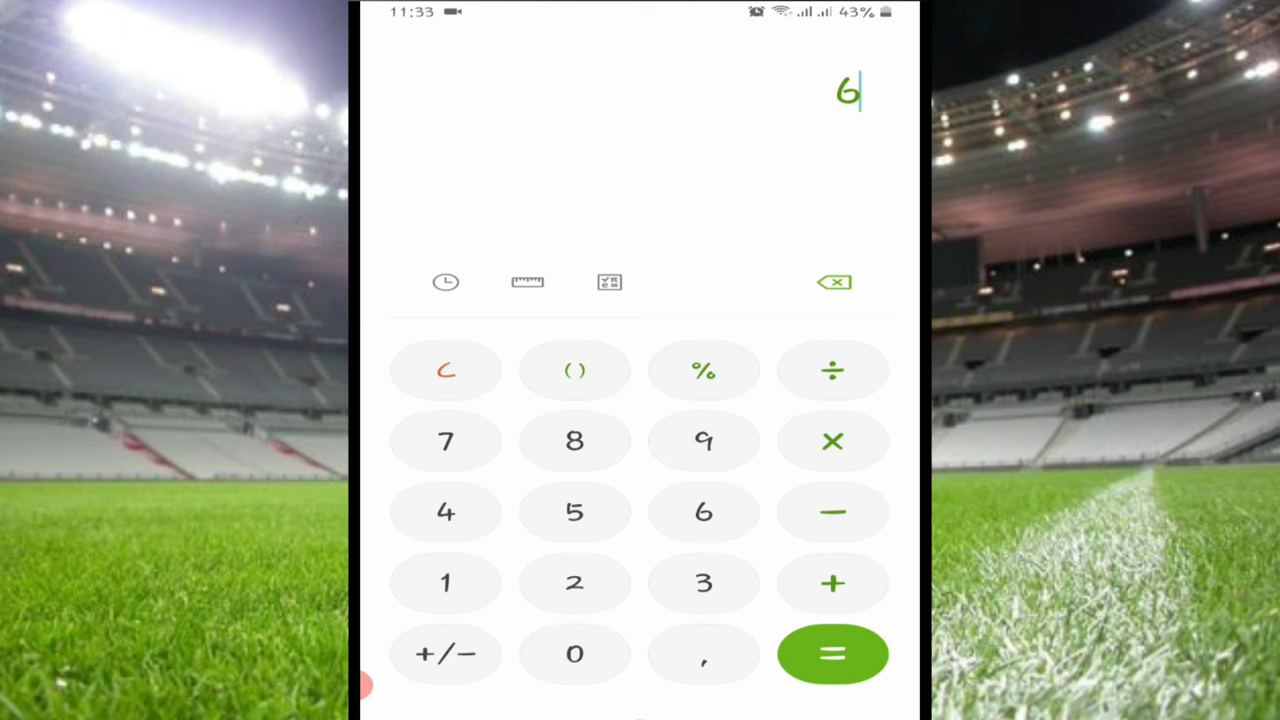 11:33 43%
6
C () % ÷
7 8 9 ×
4 5 6 −
1 2 3 +
+/− 0 , =